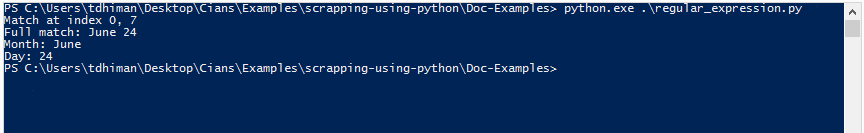 PS C:\Users\tdhiman\Desktop\Cians\Examples\scrapping-using-python\Doc-Examples> python.exe .\regular_expression.py
Match at index 0, 7
Full match: June 24
Month: June
Day: 24
PS C:\Users\tdhiman\Desktop\Cians\Examples\scrapping-using-python\Doc-Examples>